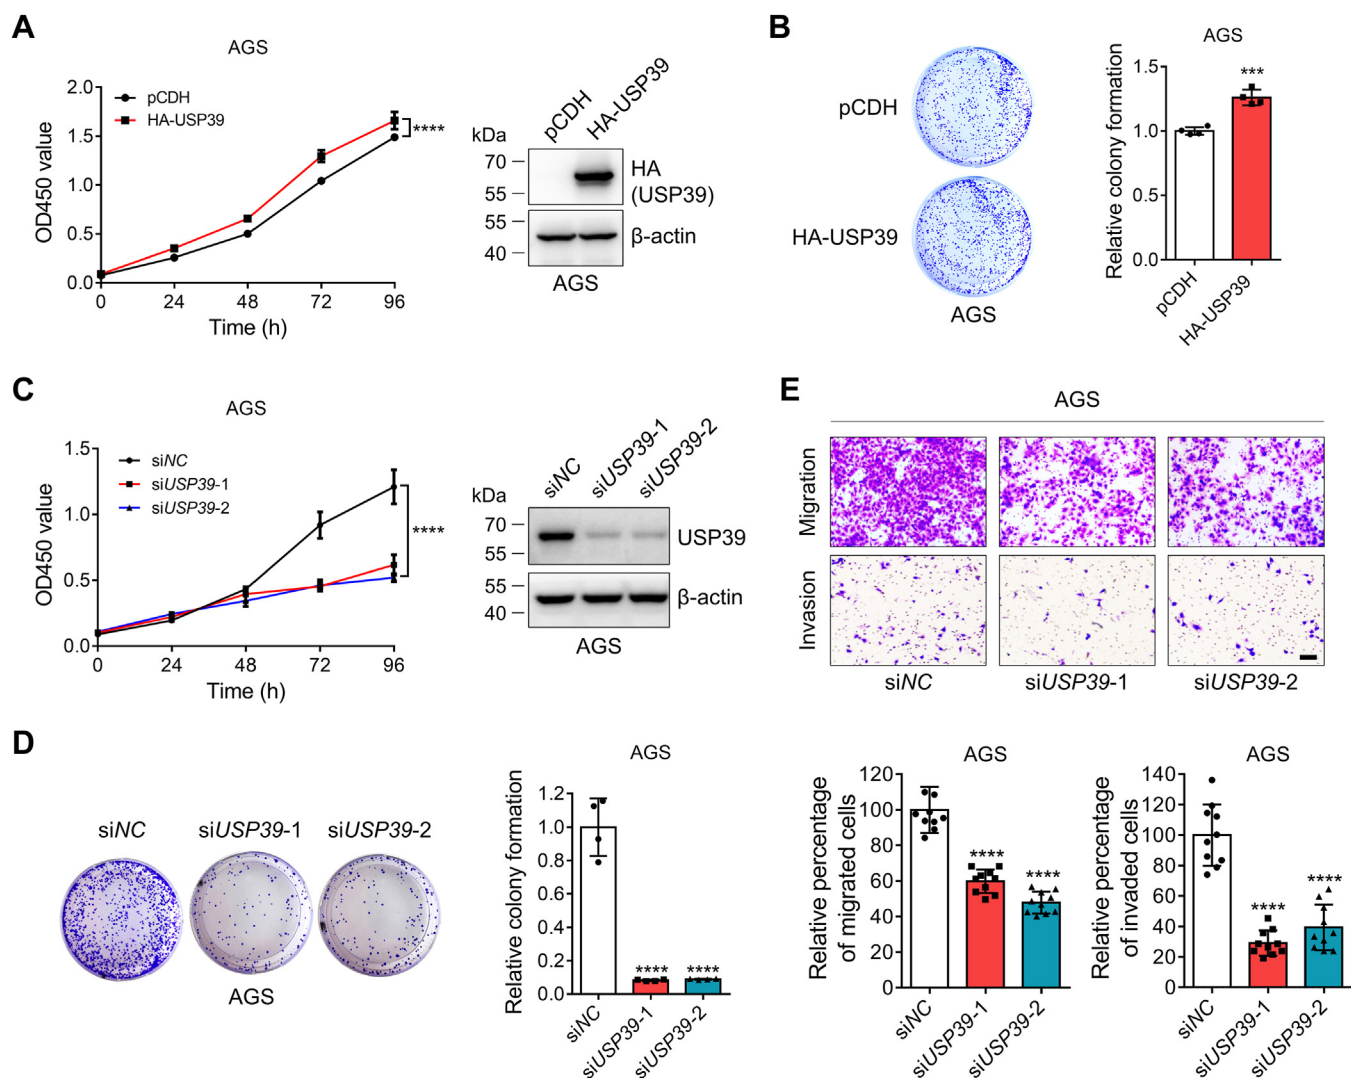 A
AGS
OD450 value
2.0
1.5
1.0
0.5
0.0
pCDH
HA-USP39
****
0 24 48 72 96
Time (h)
kDa
pCDH
HA-USP39
70
55
HA
(USP39)
55
40
β-actin
AGS
B
pCDH
HA-USP39
AGS
AGS
Relative colony formation
1.5
1.0
0.5
0.0
***
pCDH
HA-USP39
C
AGS
OD450 value
1.5
1.0
0.5
0.0
siNC
siUSP39-1
siUSP39-2
****
0 24 48 72 96
Time (h)
kDa
siNC
siUSP39-1
siUSP39-2
70
55
USP39
55
40
β-actin
AGS
E
AGS
Migration
Invasion
siNC siUSP39-1 siUSP39-2
D
siNC siUSP39-1 siUSP39-2
AGS
AGS
Relative colony formation
1.2
1.0
0.8
0.6
0.4
0.2
0.0
**** ****
siNC
siUSP39-1
siUSP39-2
AGS
Relative percentage
of migrated cells
120
100
80
60
40
20
0
****
****
siNC
siUSP39-1
siUSP39-2
AGS
Relative percentage
of invaded cells
140
120
100
80
60
40
20
0
****
****
siNC
siUSP39-1
siUSP39-2